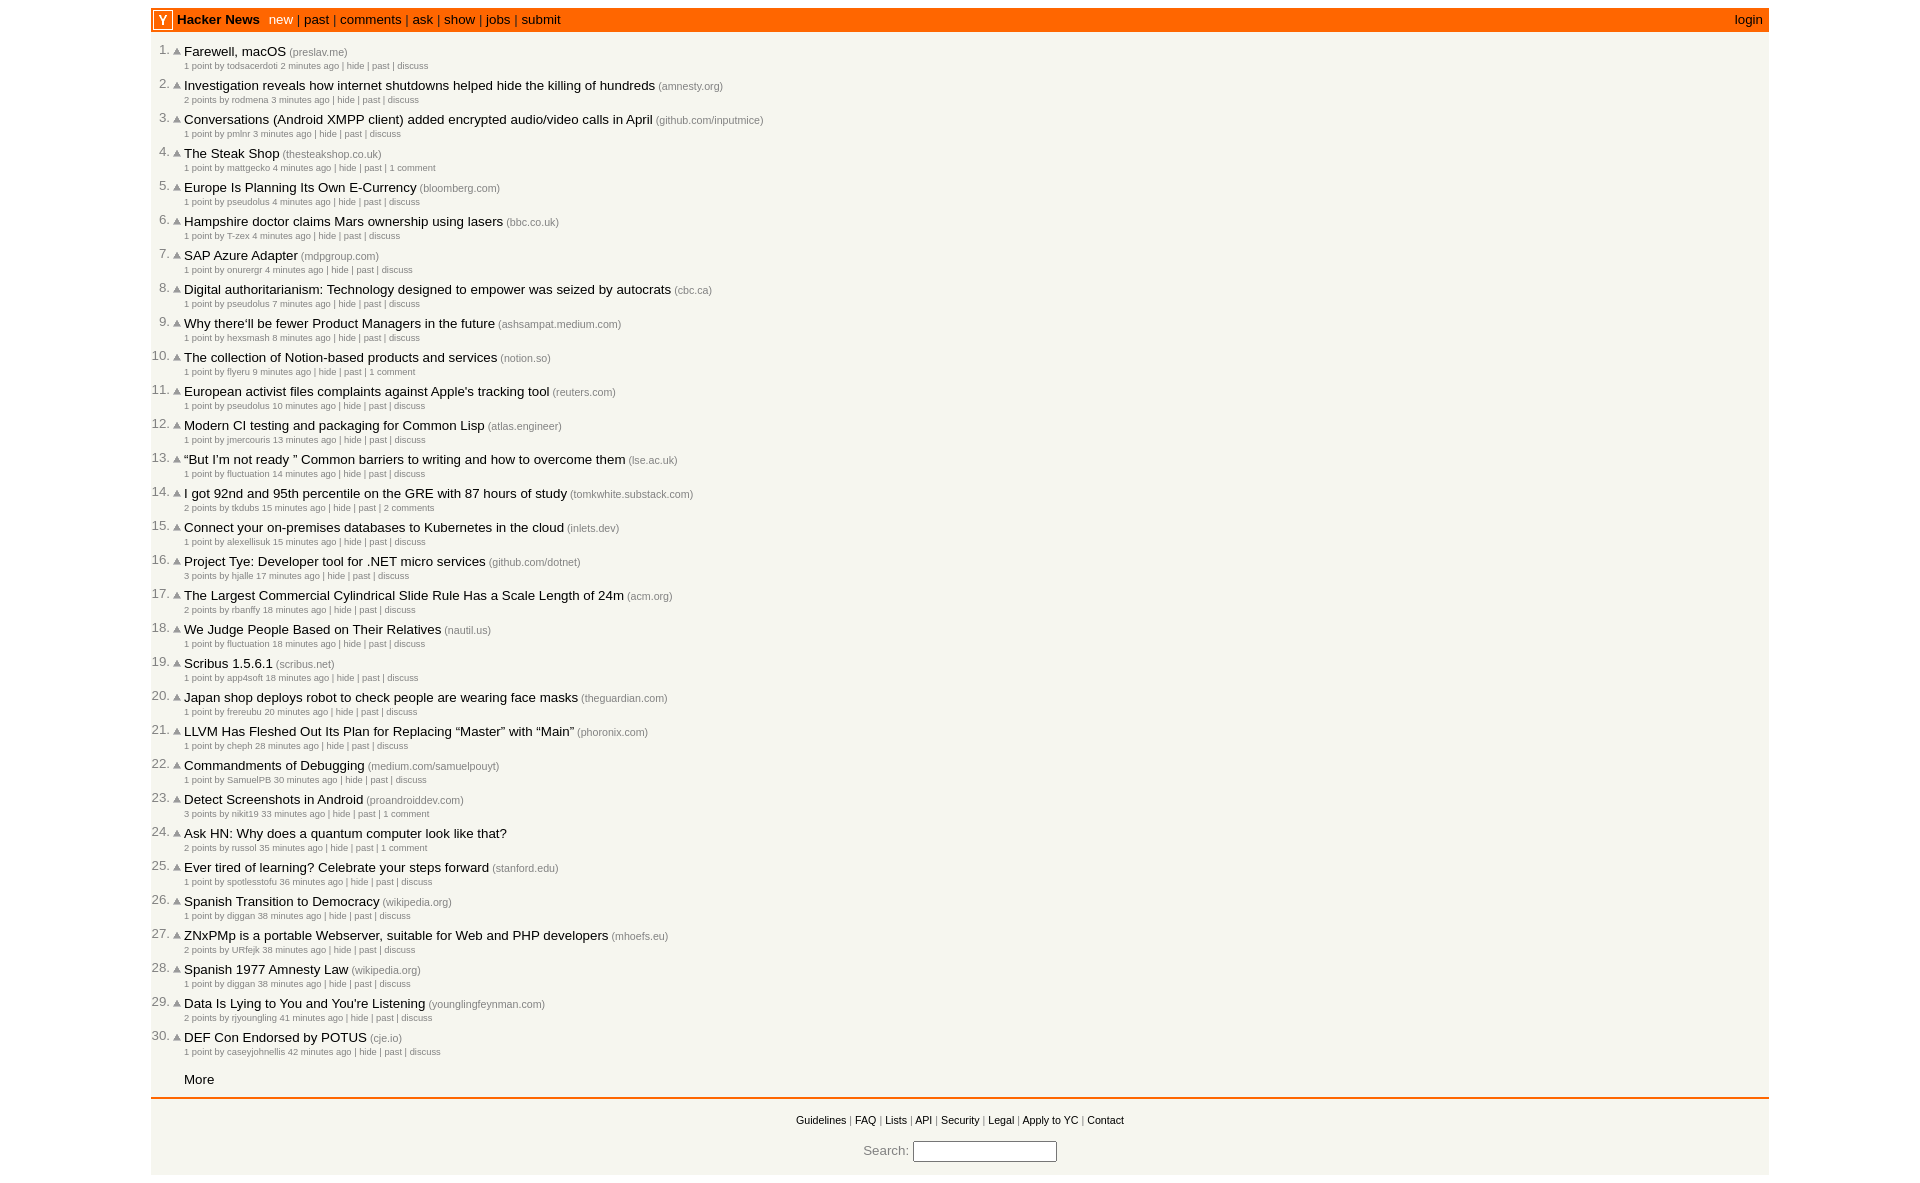 Y Hacker News new | past | comments | ask | show | jobs | submit login
1. Farewell, macOS (preslav.me)
1 point by todsacerdoti 2 minutes ago | hide | past | discuss
2. Investigation reveals how internet shutdowns helped hide the killing of hundreds (amnesty.org)
2 points by rodmena 3 minutes ago | hide | past | discuss
3. Conversations (Android XMPP client) added encrypted audio/video calls in April (github.com/inputmice)
1 point by pmlnr 3 minutes ago | hide | past | discuss
4. The Steak Shop (thesteakshop.co.uk)
1 point by mattgecko 4 minutes ago | hide | past | 1 comment
5. Europe Is Planning Its Own E-Currency (bloomberg.com)
1 point by pseudolus 4 minutes ago | hide | past | discuss
6. Hampshire doctor claims Mars ownership using lasers (bbc.co.uk)
1 point by T-zex 4 minutes ago | hide | past | discuss
7. SAP Azure Adapter (mdpgroup.com)
1 point by onurergr 4 minutes ago | hide | past | discuss
8. Digital authoritarianism: Technology designed to empower was seized by autocrats (cbc.ca)
1 point by pseudolus 7 minutes ago | hide | past | discuss
9. Why there‘ll be fewer Product Managers in the future (ashsampat.medium.com)
1 point by hexsmash 8 minutes ago | hide | past | discuss
10. The collection of Notion-based products and services (notion.so)
1 point by flyeru 9 minutes ago | hide | past | 1 comment
11. European activist files complaints against Apple's tracking tool (reuters.com)
1 point by pseudolus 10 minutes ago | hide | past | discuss
12. Modern CI testing and packaging for Common Lisp (atlas.engineer)
1 point by jmercouris 13 minutes ago | hide | past | discuss
13. “But I’m not ready ” Common barriers to writing and how to overcome them (lse.ac.uk)
1 point by fluctuation 14 minutes ago | hide | past | discuss
14. I got 92nd and 95th percentile on the GRE with 87 hours of study (tomkwhite.substack.com)
2 points by tkdubs 15 minutes ago | hide | past | 2 comments
15. Connect your on-premises databases to Kubernetes in the cloud (inlets.dev)
1 point by alexellisuk 15 minutes ago | hide | past | discuss
16. Project Tye: Developer tool for .NET micro services (github.com/dotnet)
3 points by hjalle 17 minutes ago | hide | past | discuss
17. The Largest Commercial Cylindrical Slide Rule Has a Scale Length of 24m (acm.org)
2 points by rbanffy 18 minutes ago | hide | past | discuss
18. We Judge People Based on Their Relatives (nautil.us)
1 point by fluctuation 18 minutes ago | hide | past | discuss
19. Scribus 1.5.6.1 (scribus.net)
1 point by app4soft 18 minutes ago | hide | past | discuss
20. Japan shop deploys robot to check people are wearing face masks (theguardian.com)
1 point by frereubu 20 minutes ago | hide | past | discuss
21. LLVM Has Fleshed Out Its Plan for Replacing “Master” with “Main” (phoronix.com)
1 point by cheph 28 minutes ago | hide | past | discuss
22. Commandments of Debugging (medium.com/samuelpouyt)
1 point by SamuelPB 30 minutes ago | hide | past | discuss
23. Detect Screenshots in Android (proandroiddev.com)
3 points by nikit19 33 minutes ago | hide | past | 1 comment
24. Ask HN: Why does a quantum computer look like that?
2 points by russol 35 minutes ago | hide | past | 1 comment
25. Ever tired of learning? Celebrate your steps forward (stanford.edu)
1 point by spotlesstofu 36 minutes ago | hide | past | discuss
26. Spanish Transition to Democracy (wikipedia.org)
1 point by diggan 38 minutes ago | hide | past | discuss
27. ZNxPMp is a portable Webserver, suitable for Web and PHP developers (mhoefs.eu)
2 points by URfejk 38 minutes ago | hide | past | discuss
28. Spanish 1977 Amnesty Law (wikipedia.org)
1 point by diggan 38 minutes ago | hide | past | discuss
29. Data Is Lying to You and You're Listening (younglingfeynman.com)
2 points by rjyoungling 41 minutes ago | hide | past | discuss
30. DEF Con Endorsed by POTUS (cje.io)
1 point by caseyjohnellis 42 minutes ago | hide | past | discuss
More
Guidelines | FAQ | Lists | API | Security | Legal | Apply to YC | Contact
Search: